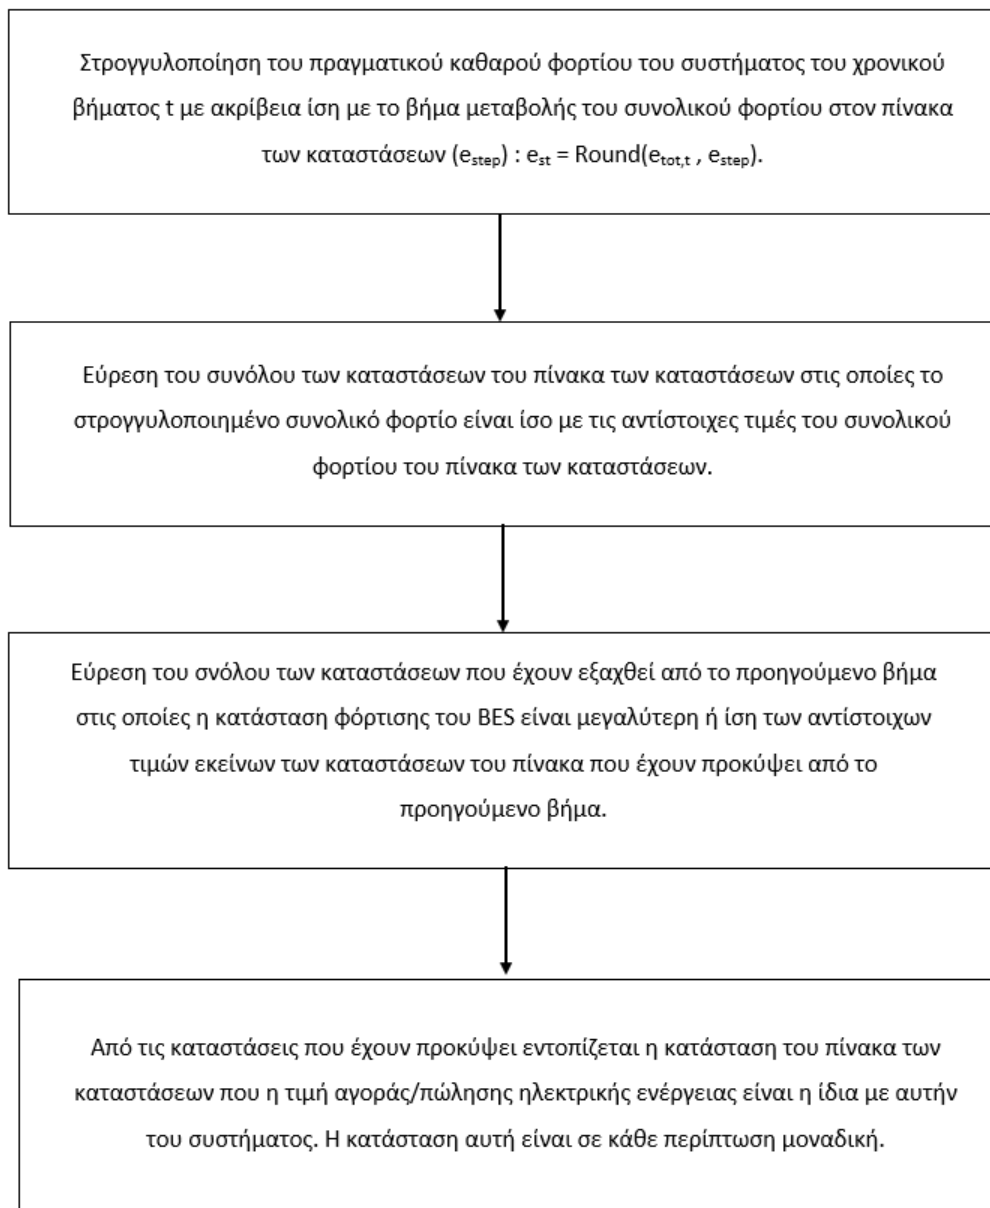 Στρογγυλοποίηση του πραγματικού καθαρού φορτίου του συστήματος του χρονικού
βήματος t με ακρίβεια ίση με το βήμα μεταβολής του συνολικού φορτίου στον πίνακα
των καταστάσεων (e_step) : e_st = Round(e_tot,t , e_step).
Εύρεση του συνόλου των καταστάσεων του πίνακα των καταστάσεων στις οποίες το
στρογγυλοποιημένο συνολικό φορτίο είναι ίσο με τις αντίστοιχες τιμές του συνολικού
φορτίου του πίνακα των καταστάσεων.
Εύρεση του σνόλου των καταστάσεων που έχουν εξαχθεί από το προηγούμενο βήμα
στις οποίες η κατάσταση φόρτισης του BES είναι μεγαλύτερη ή ίση των αντίστοιχων
τιμών εκείνων των καταστάσεων του πίνακα που έχουν προκύψει από το
προηγούμενο βήμα.
Από τις καταστάσεις που έχουν προκύψει εντοπίζεται η κατάσταση του πίνακα των
καταστάσεων που η τιμή αγοράς/πώλησης ηλεκτρικής ενέργειας είναι η ίδια με αυτήν
του συστήματος. Η κατάσταση αυτή είναι σε κάθε περίπτωση μοναδική.